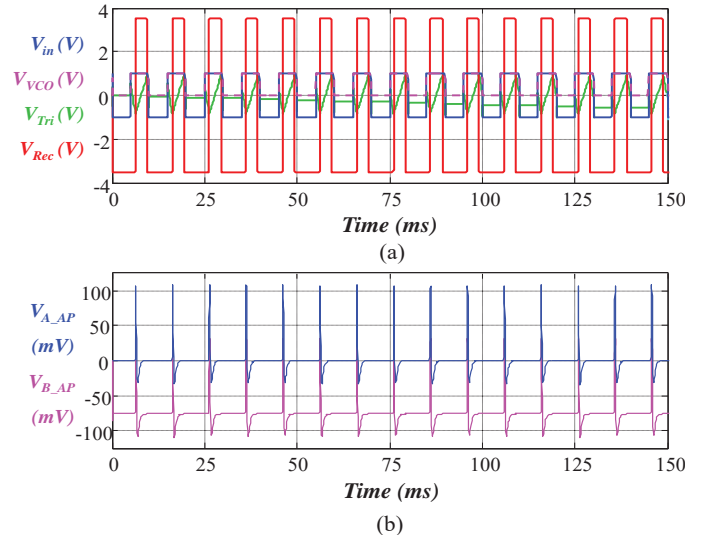 4
V_in (V)
2
V_VCO (V)
0
V_Tri (V)
-2
V_Rec (V)
-4
0 25 50 75 100 125 150
Time (ms)
(a)
100
V_A_AP
50
(mV)
0
V_B_AP
-50
(mV)
-100
0 25 50 75 100 125 150
Time (ms)
(b)